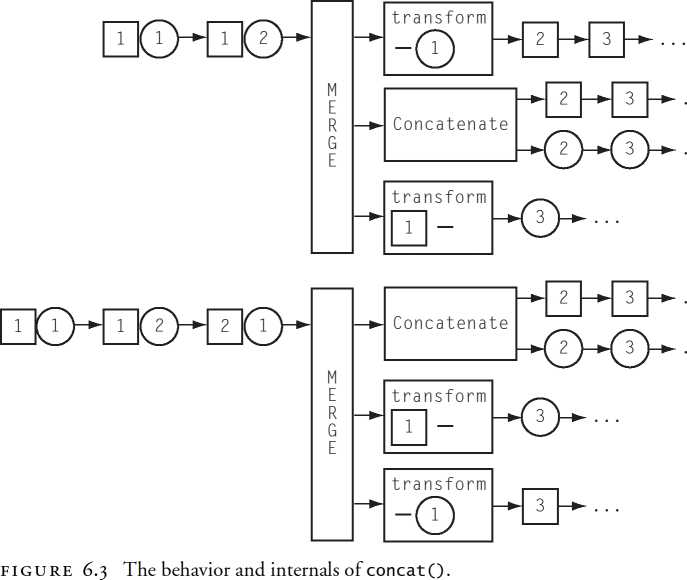 1 1 1 2
MERGE
transform
– 1
2 3 ...
Concatenate
2 3 .
2 3 .
transform
1 –
3 ...
1 1 1 2 2 1
MERGE
Concatenate
2 3 .
2 3 .
transform
1 –
3 ...
transform
– 1
3 ...
FIGURE 6.3 The behavior and internals of concat().